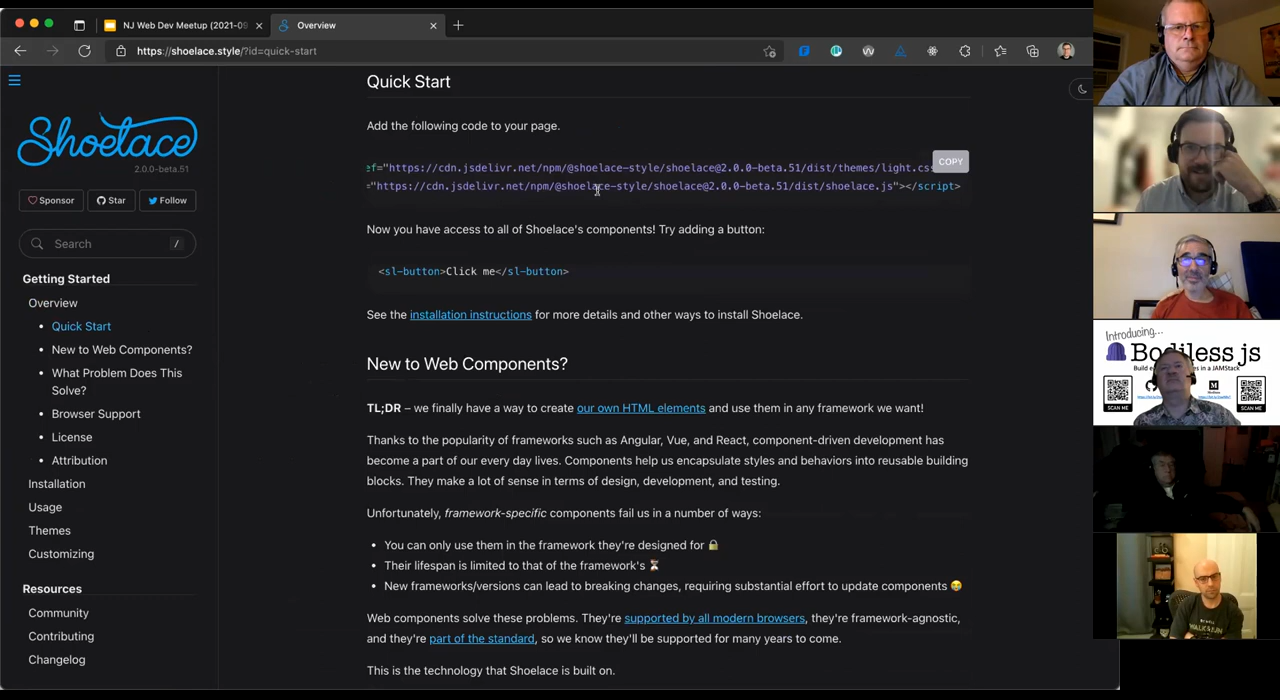 NJ Web Dev Meetup (2021-09
Overview
https://shoelace.style/?id=quick-start
Shoelace
2.0.0-beta.51
Sponsor
Star
Follow
Search
/
Getting Started
Overview
Quick Start
New to Web Components?
What Problem Does This
Solve?
Browser Support
License
Attribution
Installation
Usage
Themes
Customizing
Resources
Community
Contributing
Changelog
Quick Start
Add the following code to your page.
COPY
ef="https://cdn.jsdelivr.net/npm/@shoelace-style/shoelace@2.0.0-beta.51/dist/themes/light.css
="https://cdn.jsdelivr.net/npm/@shoelace-style/shoelace@2.0.0-beta.51/dist/shoelace.js"></script>
Now you have access to all of Shoelace's components! Try adding a button:
<sl-button>Click me</sl-button>
See the installation instructions for more details and other ways to install Shoelace.
New to Web Components?
TL;DR – we finally have a way to create our own HTML elements and use them in any framework we want!
Thanks to the popularity of frameworks such as Angular, Vue, and React, component-driven development has
become a part of our every day lives. Components help us encapsulate styles and behaviors into reusable building
blocks. They make a lot of sense in terms of design, development, and testing.
Unfortunately, framework-specific components fail us in a number of ways:
You can only use them in the framework they're designed for 🔒
Their lifespan is limited to that of the framework's ⏳
New frameworks/versions can lead to breaking changes, requiring substantial effort to update components 😭
Web components solve these problems. They're supported by all modern browsers, they're framework-agnostic,
and they're part of the standard, so we know they'll be supported for many years to come.
This is the technology that Shoelace is built on.
Introducing...
Bodiless js
SCAN ME
SCAN ME